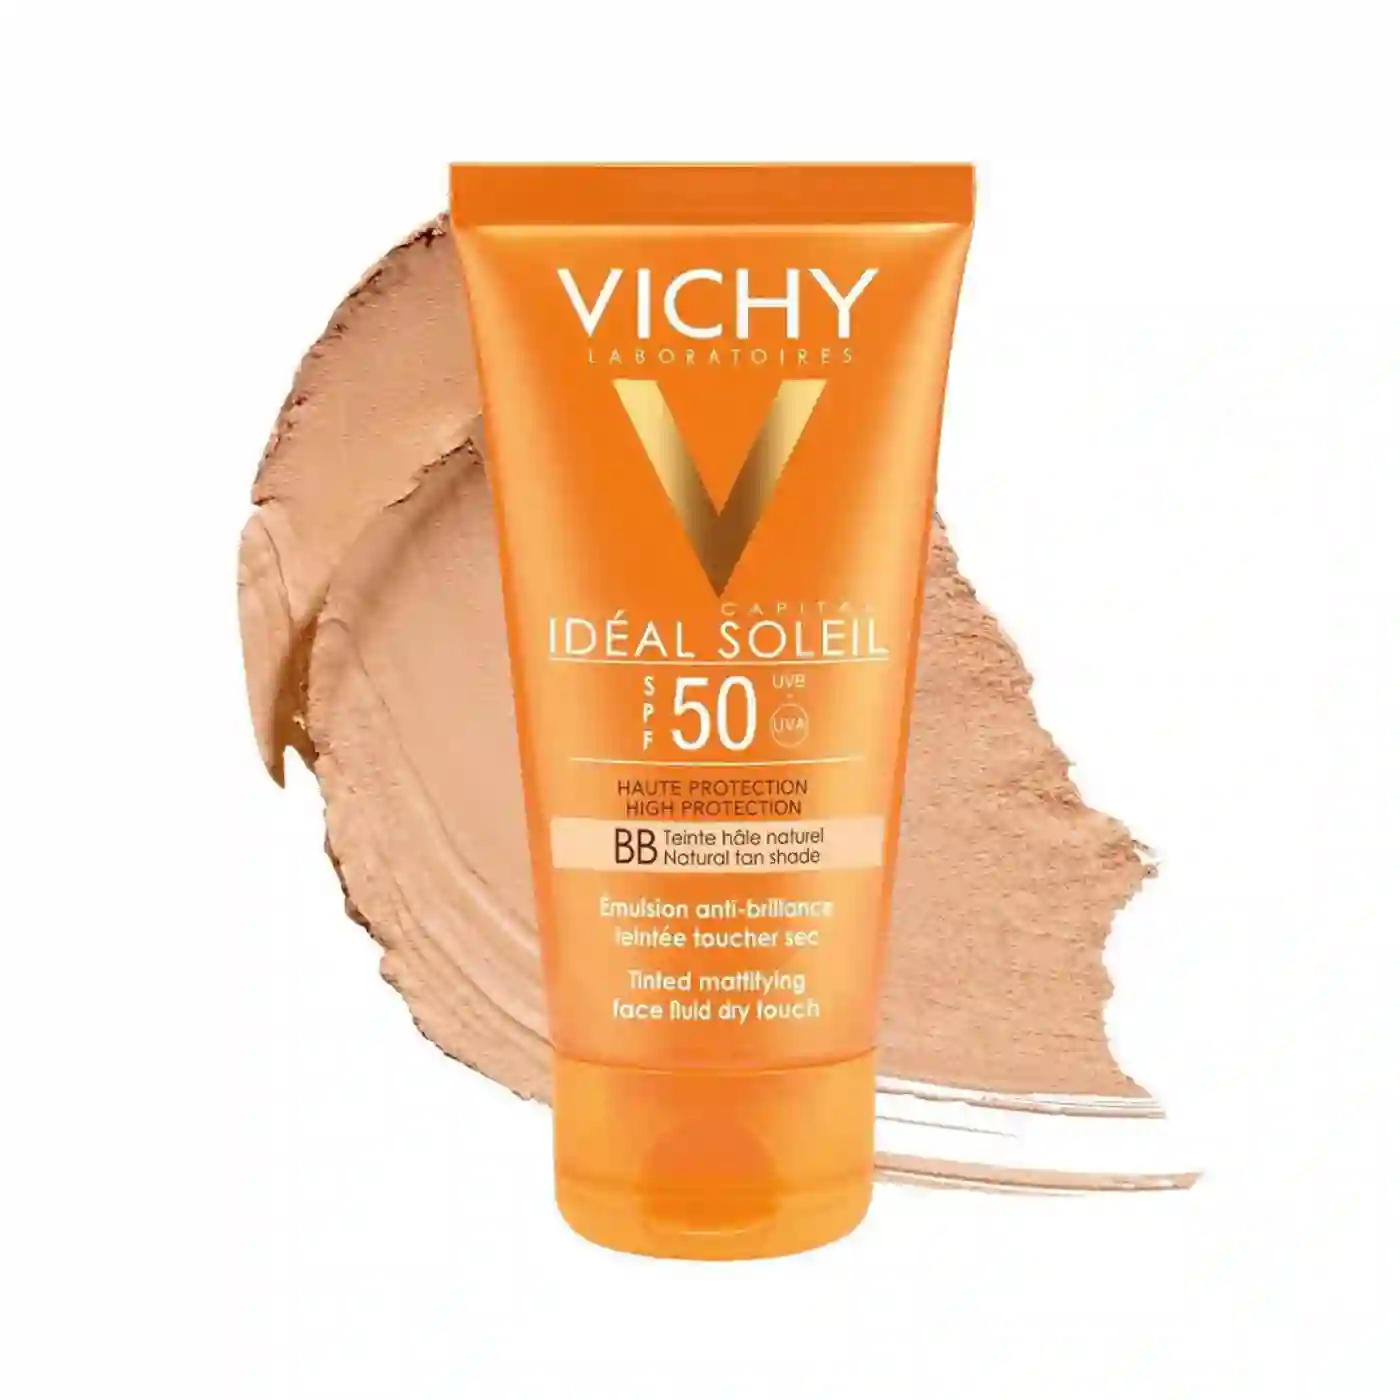 VICHY
LABORATOIRES
CAPITAL
IDÉAL SOLEIL
SPF 50 UVB + UVA
HAUTE PROTECTION
HIGH PROTECTION
BB Teinte hâle naturel
Natural tan shade
Émulsion anti-brillance
teintée toucher sec
Tinted mattifying
face fluid dry touch